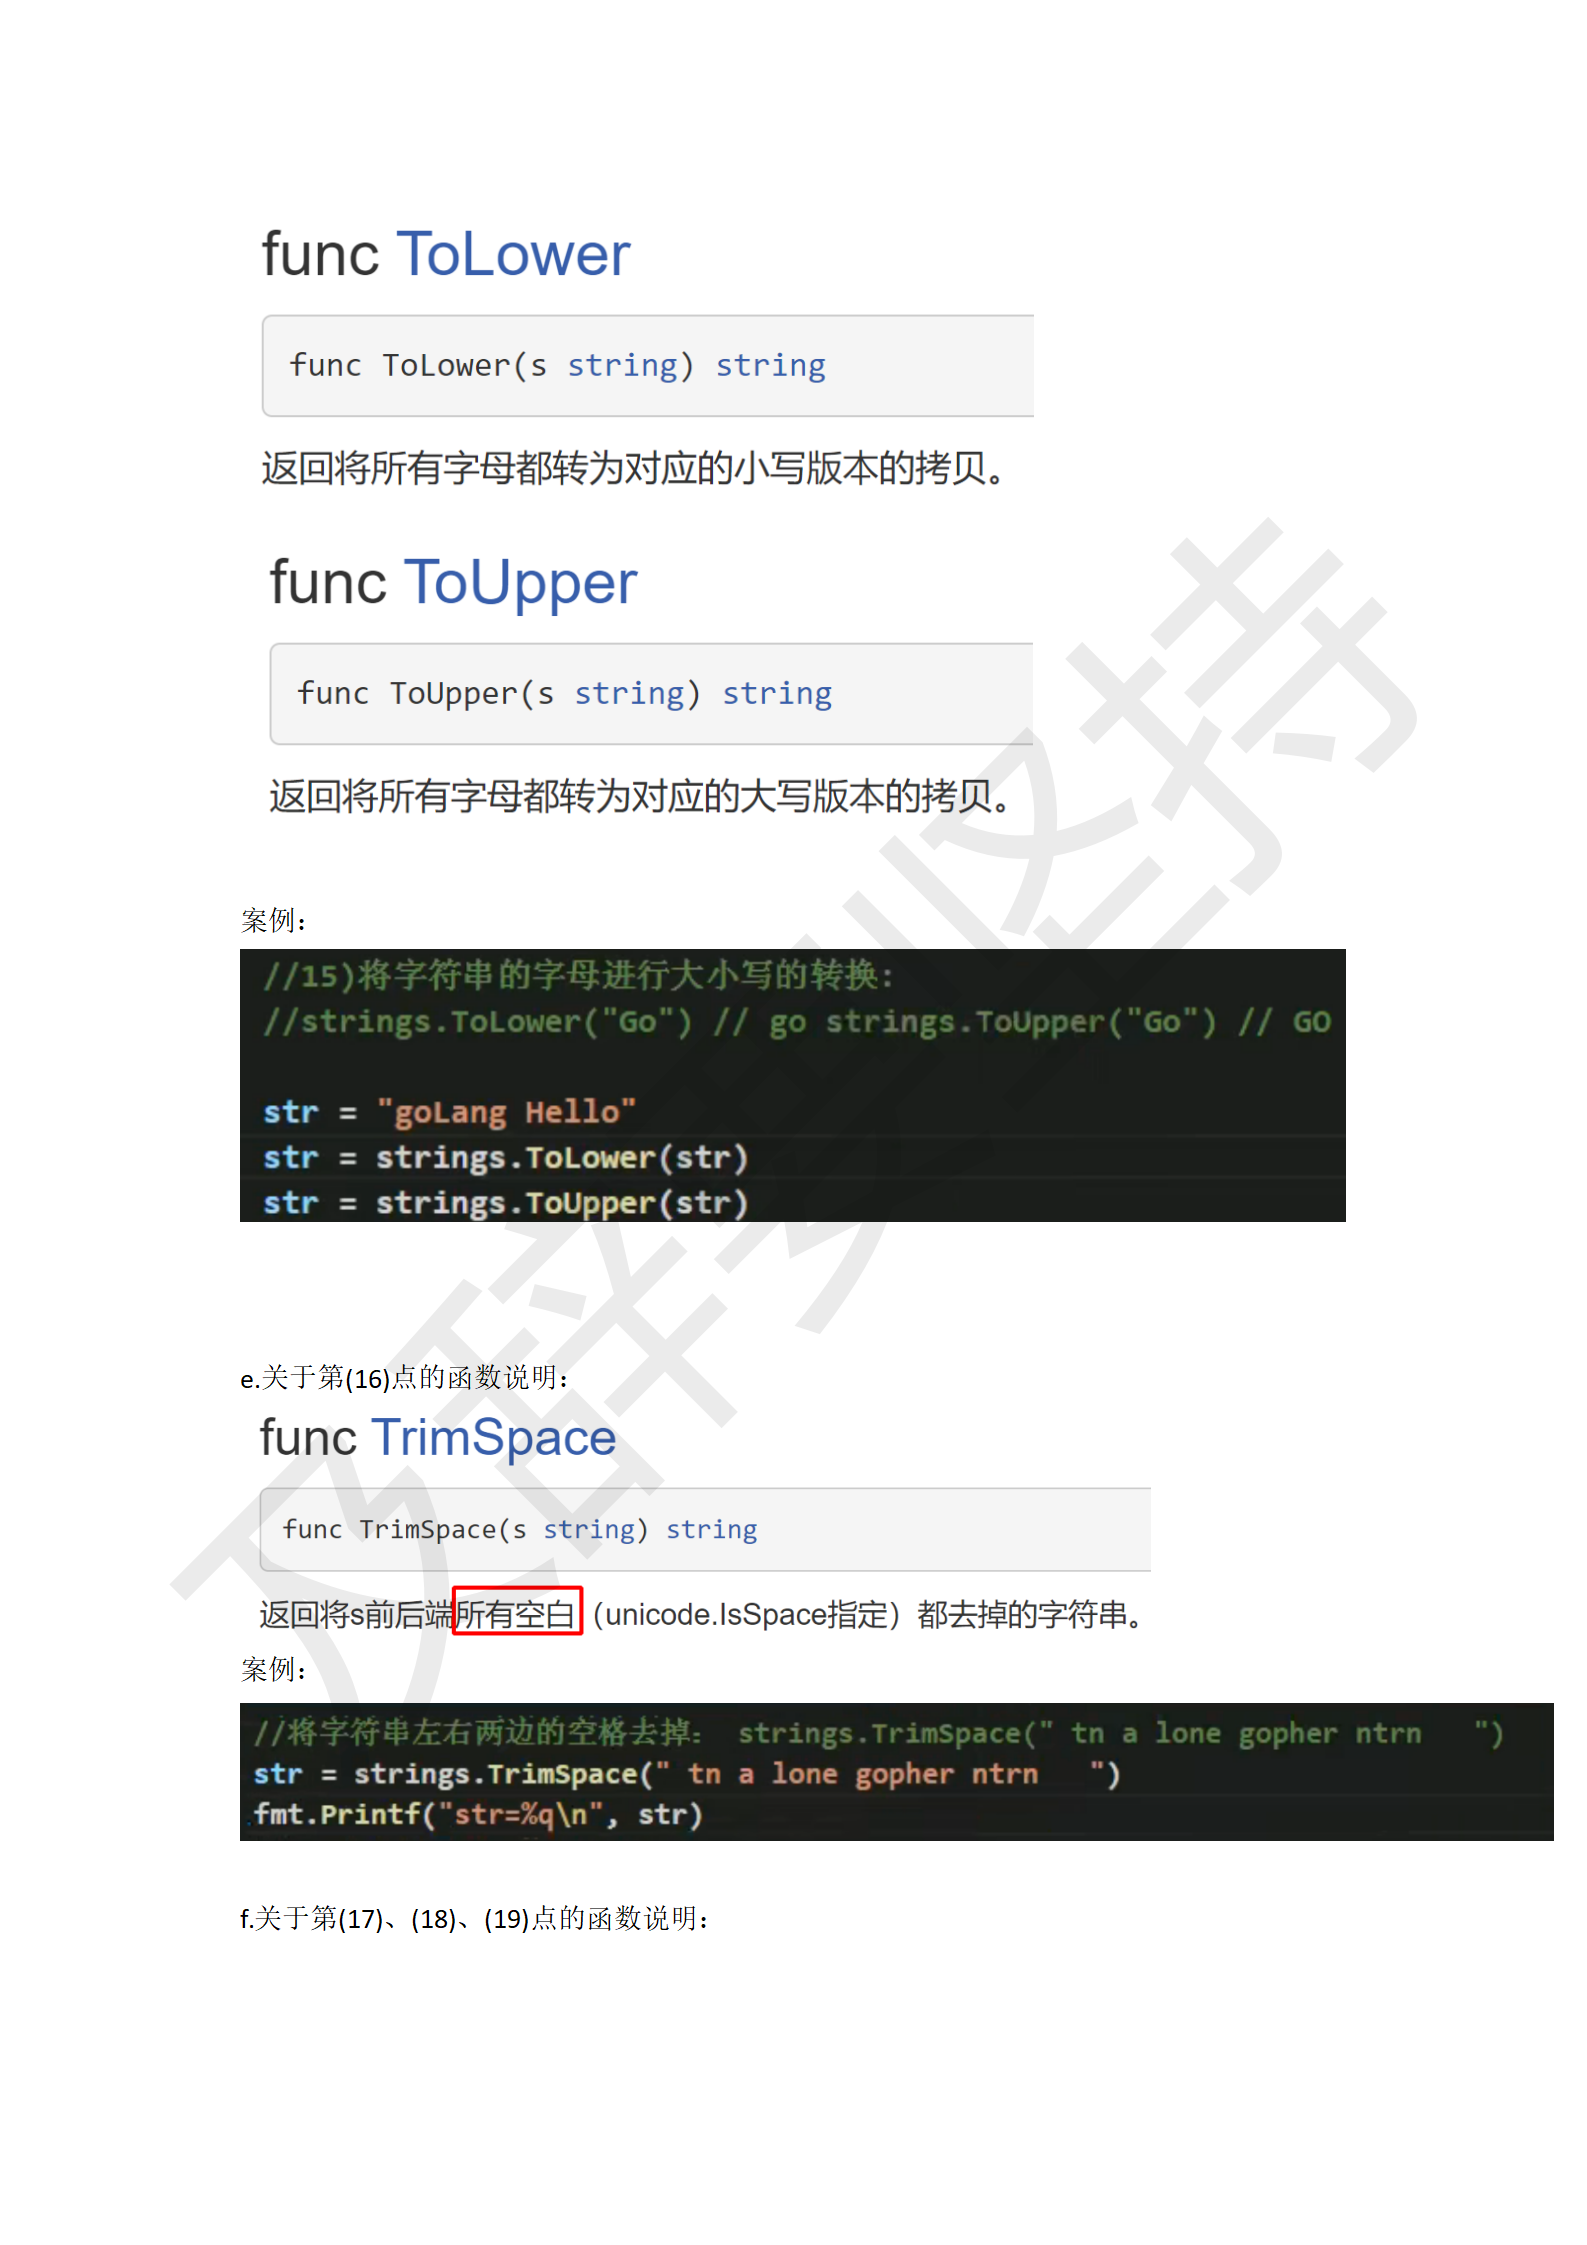 func ToLower
func ToLower(s string) string
返回将所有字母都转为对应的小写版本的拷贝。
func ToUpper
func ToUpper(s string) string
返回将所有字母都转为对应的大写版本的拷贝。
案例：
//15)将字符串的字母进行大小写的转换：
//strings.ToLower("Go") // go strings.ToUpper("Go") // GO
str = "goLang Hello"
str = strings.ToLower(str)
str = strings.ToUpper(str)
e.关于第(16)点的函数说明：
func TrimSpace
func TrimSpace(s string) string
返回将s前后端所有空白（unicode.IsSpace指定）都去掉的字符串。
案例：
//将字符串左右两边的空格去掉： strings.TrimSpace(" tn a lone gopher ntrn   ")
str = strings.TrimSpace(" tn a lone gopher ntrn   ")
fmt.Printf("str=%q\n", str)
f.关于第(17)、(18)、(19)点的函数说明：
及辞要坚持